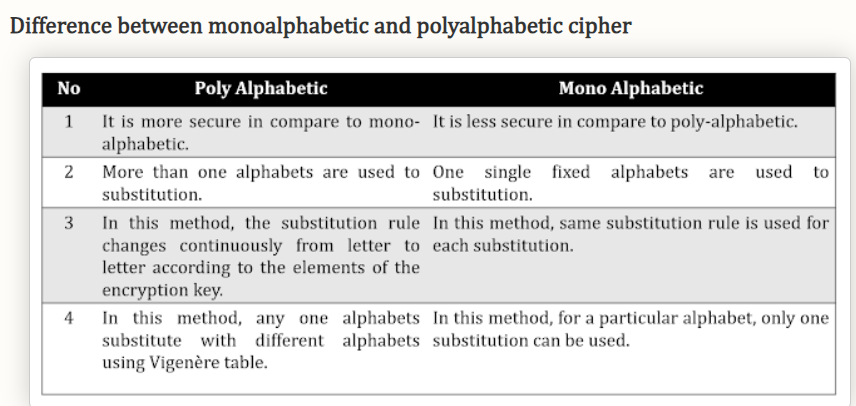 Difference between monoalphabetic and polyalphabetic cipher
No Poly Alphabetic Mono Alphabetic
1 It is more secure in compare to mono- It is less secure in compare to poly-alphabetic.
alphabetic.
2 More than one alphabets are used to One single fixed alphabets are used to
substitution. substitution.
3 In this method, the substitution rule In this method, same substitution rule is used for
changes continuously from letter to each substitution.
letter according to the elements of the
encryption key.
4 In this method, any one alphabets In this method, for a particular alphabet, only one
substitute with different alphabets substitution can be used.
using Vigenère table.